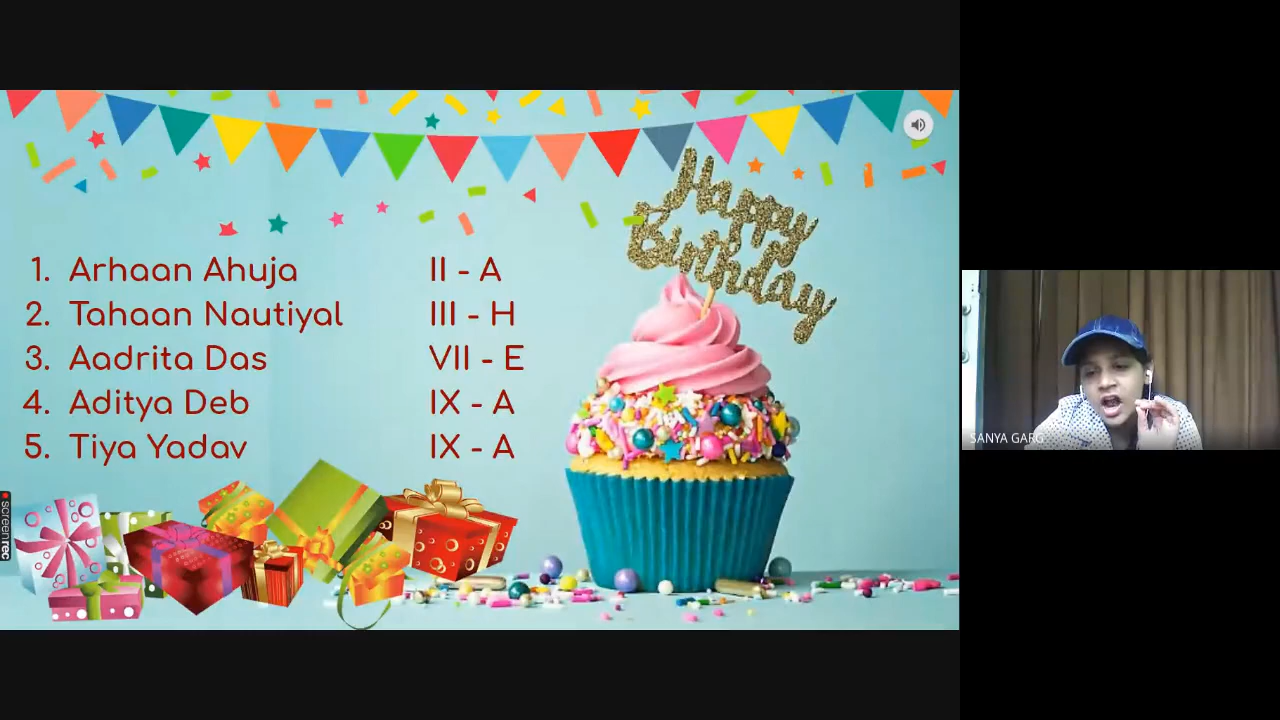 Happy
Birthday
1. Arhaan Ahuja II - A
2. Tahaan Nautiyal III - H
3. Aadrita Das VII - E
4. Aditya Deb IX - A
5. Tiya Yadav IX - A
screenrec
SANYA GARG